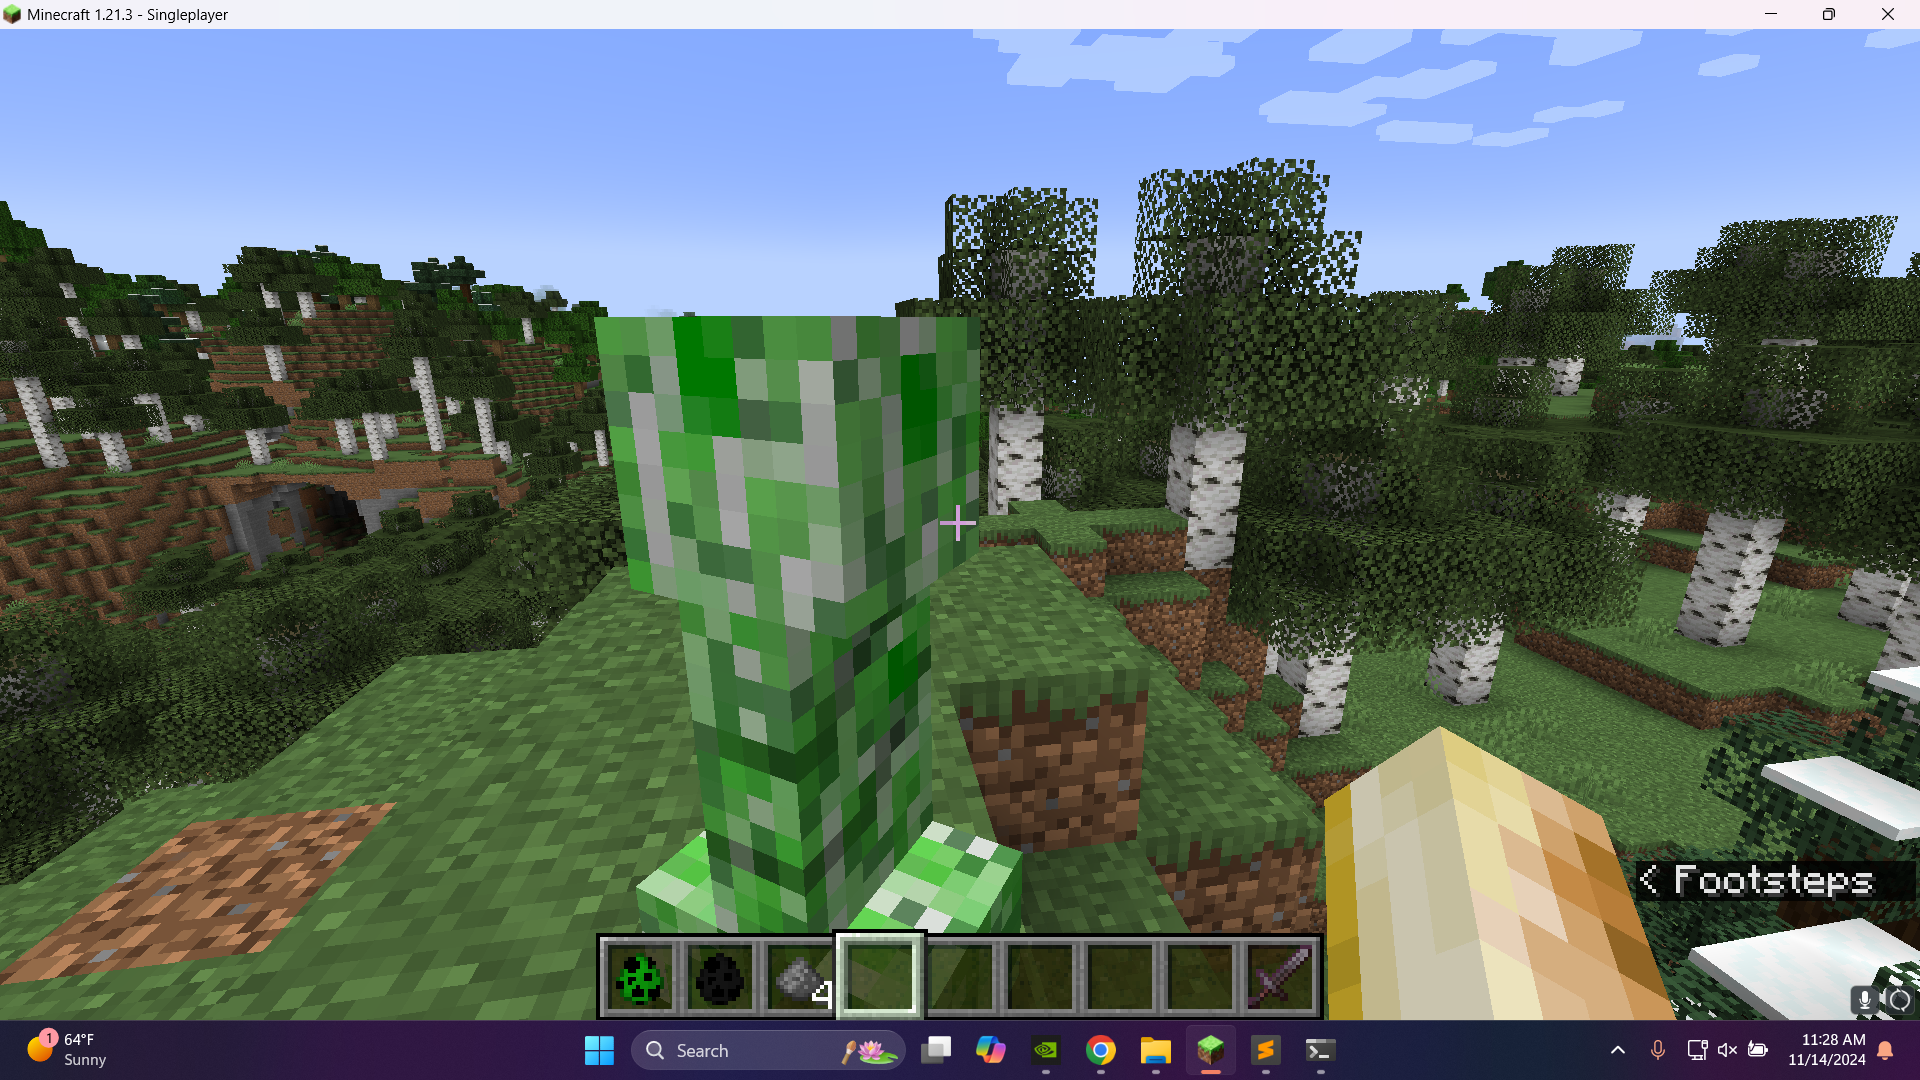 Minecraft 1.21.3 - Singleplayer
< Footsteps
4
1
64°F
Sunny
Search
11:28 AM
11/14/2024